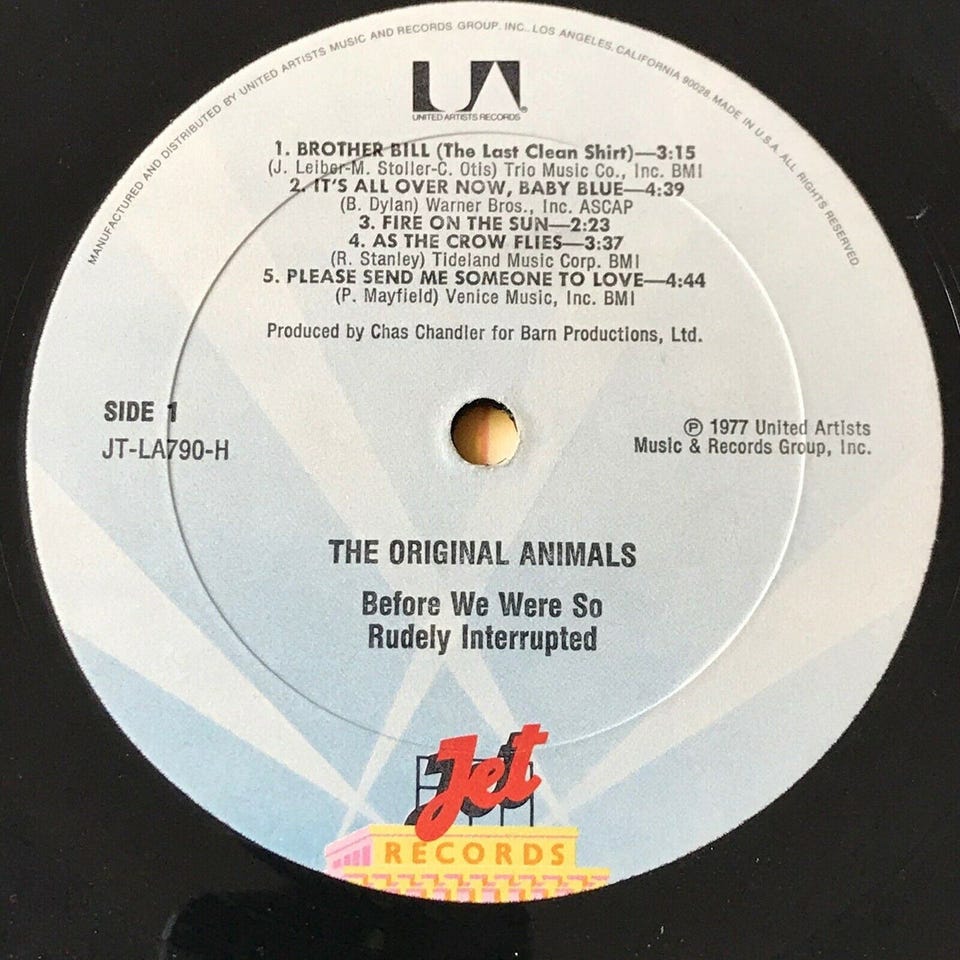 MANUFACTURED AND DISTRIBUTED BY UNITED ARTISTS MUSIC AND RECORDS GROUP, INC., LOS ANGELES, CALIFORNIA 90028. MADE IN U.S.A. ALL RIGHTS RESERVED
UA
UNITED ARTISTS RECORDS
1. BROTHER BILL (The Last Clean Shirt)—3:15
(J. Leiber-M. Stoller-C. Otis) Trio Music Co., Inc. BMI
2. IT'S ALL OVER NOW, BABY BLUE—4:39
(B. Dylan) Warner Bros., Inc. ASCAP
3. FIRE ON THE SUN—2:23
4. AS THE CROW FLIES—3:37
(R. Stanley) Tideland Music Corp. BMI
5. PLEASE SEND ME SOMEONE TO LOVE—4:44
(P. Mayfield) Venice Music, Inc. BMI
Produced by Chas Chandler for Barn Productions, Ltd.
SIDE 1
JT-LA790-H
℗ 1977 United Artists
Music & Records Group, Inc.
THE ORIGINAL ANIMALS
Before We Were So
Rudely Interrupted
Jet
RECORDS